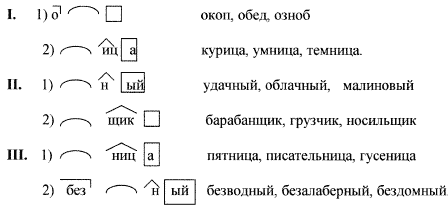 I. 1) о окоп, обед, озноб
2) иц а курица, умница, темница.
II. 1) н ый удачный, облачный, малиновый
2) щик барабанщик, грузчик, носильщик
III. 1) ниц а пятница, писательница, гусеница
2) без н ый безводный, безалаберный, бездомный